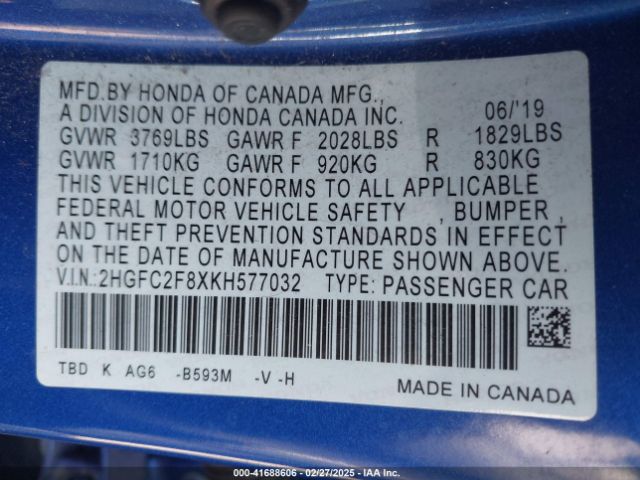 MFD.BY HONDA OF CANADA MFG.,
A DIVISION OF HONDA CANADA INC. 06/'19
GVWR 3769LBS GAWR F 2028LBS R 1829LBS
GVWR 1710KG GAWR F 920KG R 830KG
THIS VEHICLE CONFORMS TO ALL APPLICABLE
FEDERAL MOTOR VEHICLE SAFETY , BUMPER ,
AND THEFT PREVENTION STANDARDS IN EFFECT
ON THE DATE OF MANUFACTURE SHOWN ABOVE.
V.I.N.:2HGFC2F8XKH577032 TYPE: PASSENGER CAR
TBD K AG6 -B593M -V -H
MADE IN CANADA
000-41688606 - 02/27/2025 - IAA Inc.